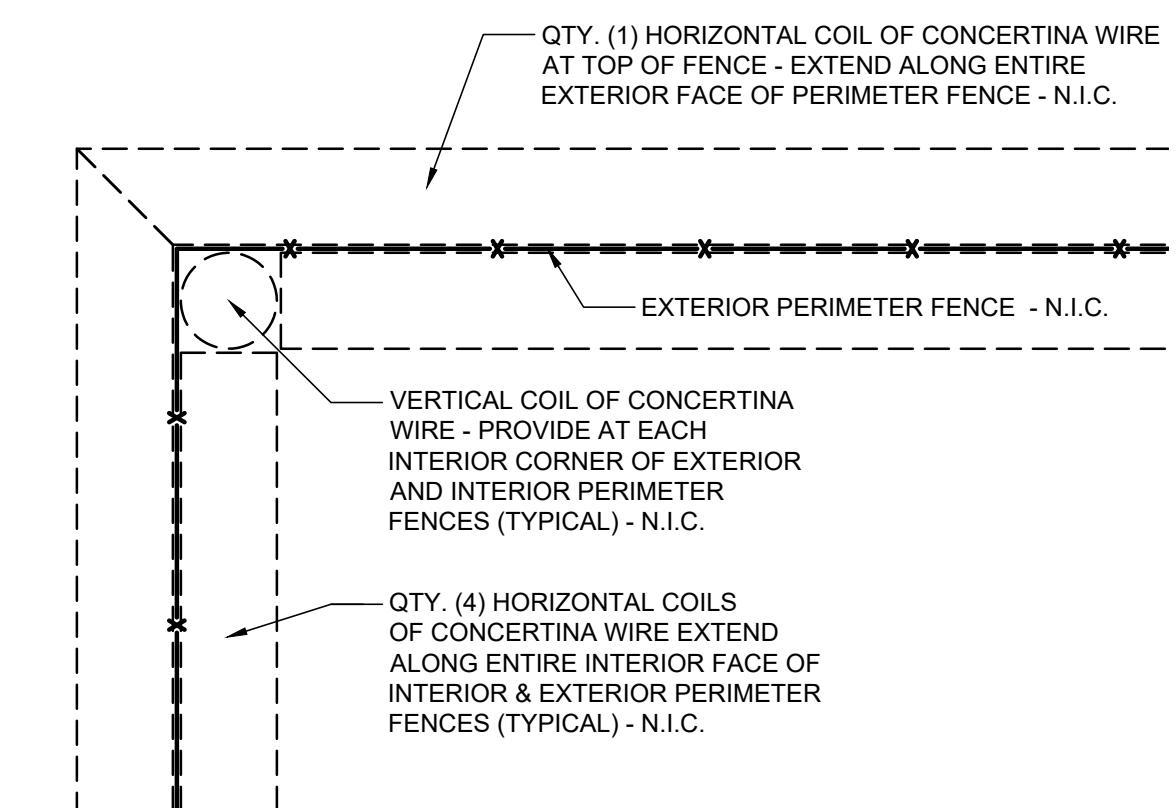 QTY. (1) HORIZONTAL COIL OF CONCERTINA WIRE
AT TOP OF FENCE - EXTEND ALONG ENTIRE
EXTERIOR FACE OF PERIMETER FENCE - N.I.C.
EXTERIOR PERIMETER FENCE - N.I.C.
VERTICAL COIL OF CONCERTINA
WIRE - PROVIDE AT EACH
INTERIOR CORNER OF EXTERIOR
AND INTERIOR PERIMETER
FENCES (TYPICAL) - N.I.C.
QTY. (4) HORIZONTAL COILS
OF CONCERTINA WIRE EXTEND
ALONG ENTIRE INTERIOR FACE OF
INTERIOR & EXTERIOR PERIMETER
FENCES (TYPICAL) - N.I.C.